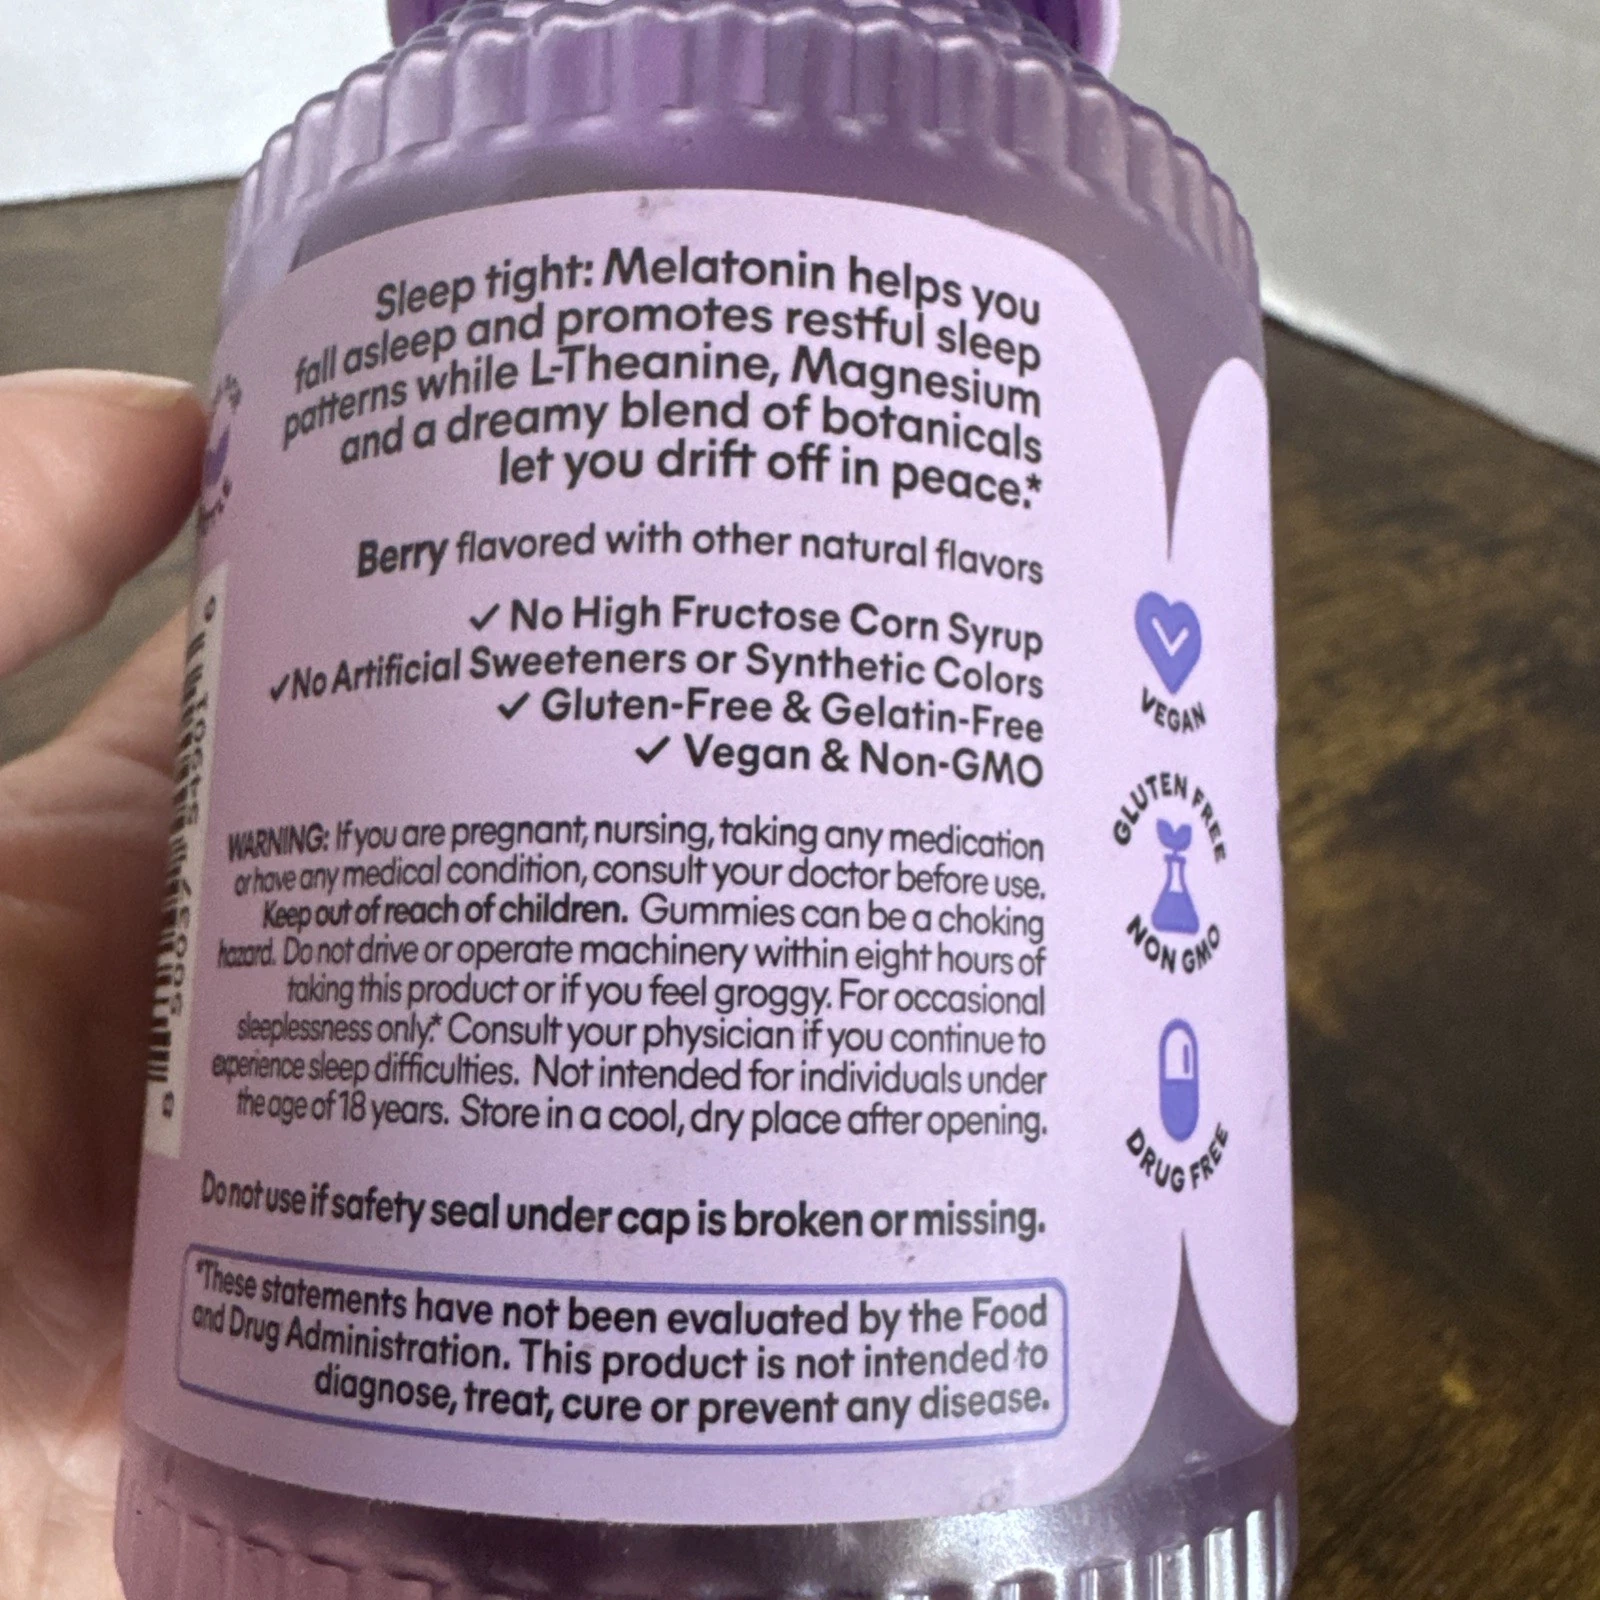 Sleep tight: Melatonin helps you
fall asleep and promotes restful sleep
patterns while L-Theanine, Magnesium
and a dreamy blend of botanicals
let you drift off in peace.*
Berry flavored with other natural flavors
✓ No High Fructose Corn Syrup
✓No Artificial Sweeteners or Synthetic Colors
✓ Gluten-Free & Gelatin-Free
✓ Vegan & Non-GMO
WARNING: If you are pregnant, nursing, taking any medication
or have any medical condition, consult your doctor before use.
Keep out of reach of children. Gummies can be a choking
hazard. Do not drive or operate machinery within eight hours of
taking this product or if you feel groggy. For occasional
sleeplessness only.* Consult your physician if you continue to
experience sleep difficulties. Not intended for individuals under
the age of 18 years. Store in a cool, dry place after opening.
Do not use if safety seal under cap is broken or missing.
*These statements have not been evaluated by the Food
and Drug Administration. This product is not intended to
diagnose, treat, cure or prevent any disease.
VEGAN
GLUTEN FREE
NON GMO
DRUG FREE